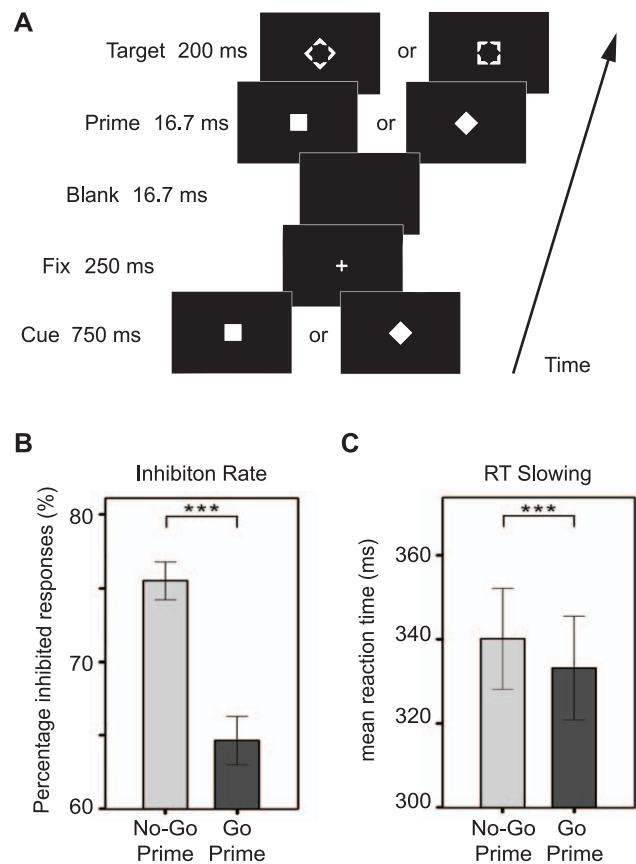 A
Target 200 ms or
Prime 16.7 ms or
Blank 16.7 ms
Fix 250 ms
Cue 750 ms or
Time
B
Inhibiton Rate
Percentage inhibited responses (%)
80
70
60
***
No-Go Go
Prime Prime
C
RT Slowing
mean reaction time (ms)
360
340
320
300
***
No-Go Go
Prime Prime